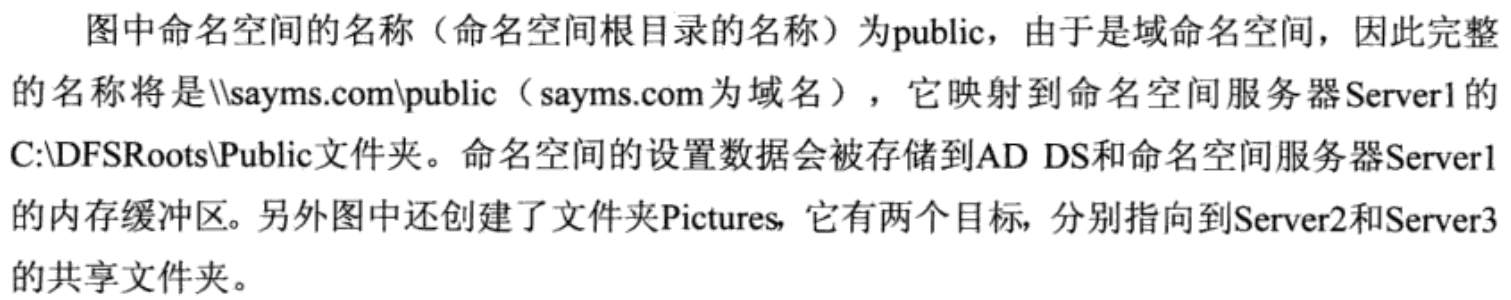 图中命名空间的名称（命名空间根目录的名称）为public，由于是域命名空间，因此完整
的名称将是\\sayms.com\public（sayms.com为域名），它映射到命名空间服务器Server1的
C:\DFSRoots\Public文件夹。命名空间的设置数据会被存储到AD DS和命名空间服务器Server1
的内存缓冲区。另外图中还创建了文件夹Pictures，它有两个目标，分别指向到Server2和Server3
的共享文件夹。